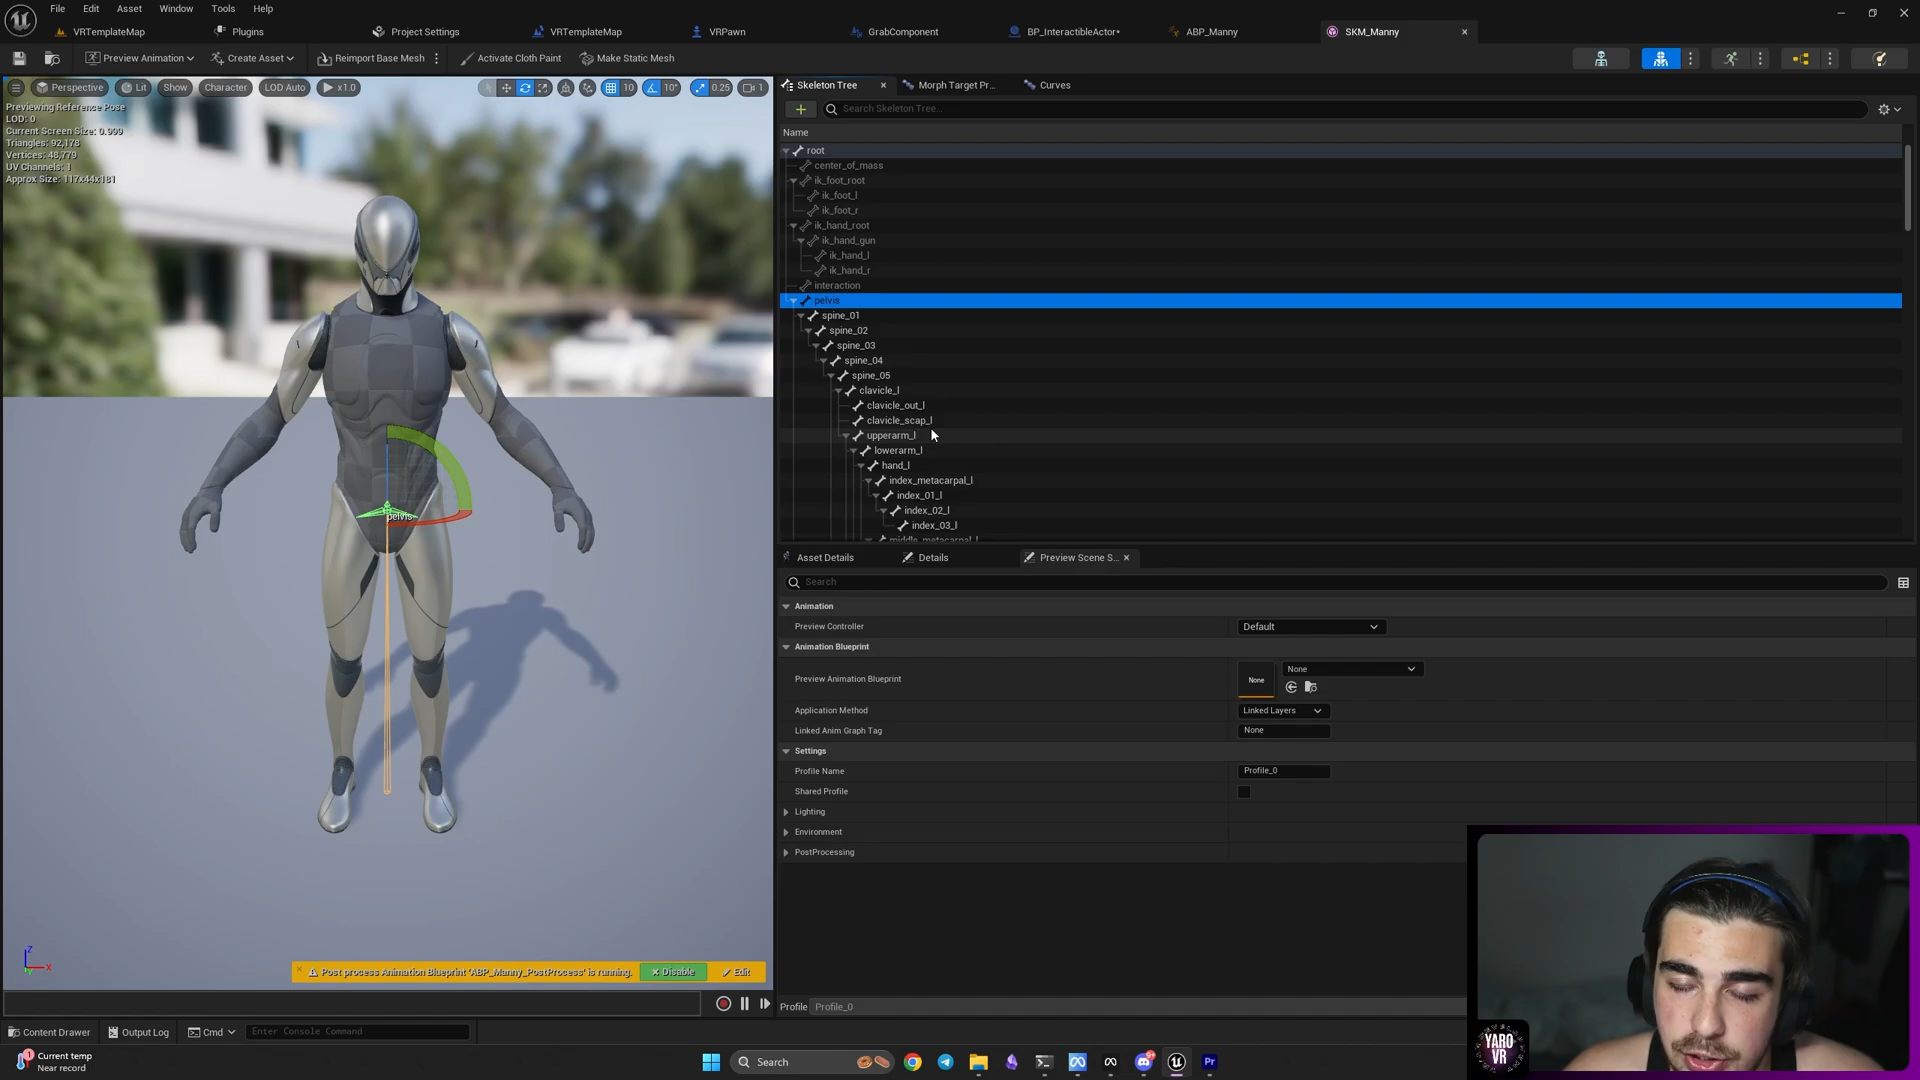 File Edit Asset Window Tools Help
VRTemplateMap Plugins Project Settings VRTemplateMap VRPawn GrabComponent BP_InteractibleActor* ABP_Manny SKM_Manny
Preview Animation Create Asset Reimport Base Mesh Activate Cloth Paint Make Static Mesh
Perspective Lit Show Character LOD Auto x1.0 10 10° 0.25 1
Previewing Reference Pose
LOD: 0
Current Screen Size: 0.999
Triangles: 92,178
Vertices: 48,779
UV Channels: 1
Approx Size: 117x44x181
pelvis
Z
X
Post process Animation Blueprint 'ABP_Manny_PostProcess' is running. Disable Edit
Skeleton Tree Morph Target Pr... Curves
Search Skeleton Tree...
Name
root
center_of_mass
ik_foot_root
ik_foot_l
ik_foot_r
ik_hand_root
ik_hand_gun
ik_hand_l
ik_hand_r
interaction
pelvis
spine_01
spine_02
spine_03
spine_04
spine_05
clavicle_l
clavicle_out_l
clavicle_scap_l
upperarm_l
lowerarm_l
hand_l
index_metacarpal_l
index_01_l
index_02_l
index_03_l
middle_metacarpal_l
Asset Details Details Preview Scene S...
Search
Animation
Preview Controller Default
Animation Blueprint
Preview Animation Blueprint None None
Application Method Linked Layers
Linked Anim Graph Tag None
Settings
Profile Name Profile_0
Shared Profile
Lighting
Environment
PostProcessing
Profile Profile_0
YARO
VR
Content Drawer Output Log Cmd Enter Console Command
1 Current temp
Near record
Search
Pr